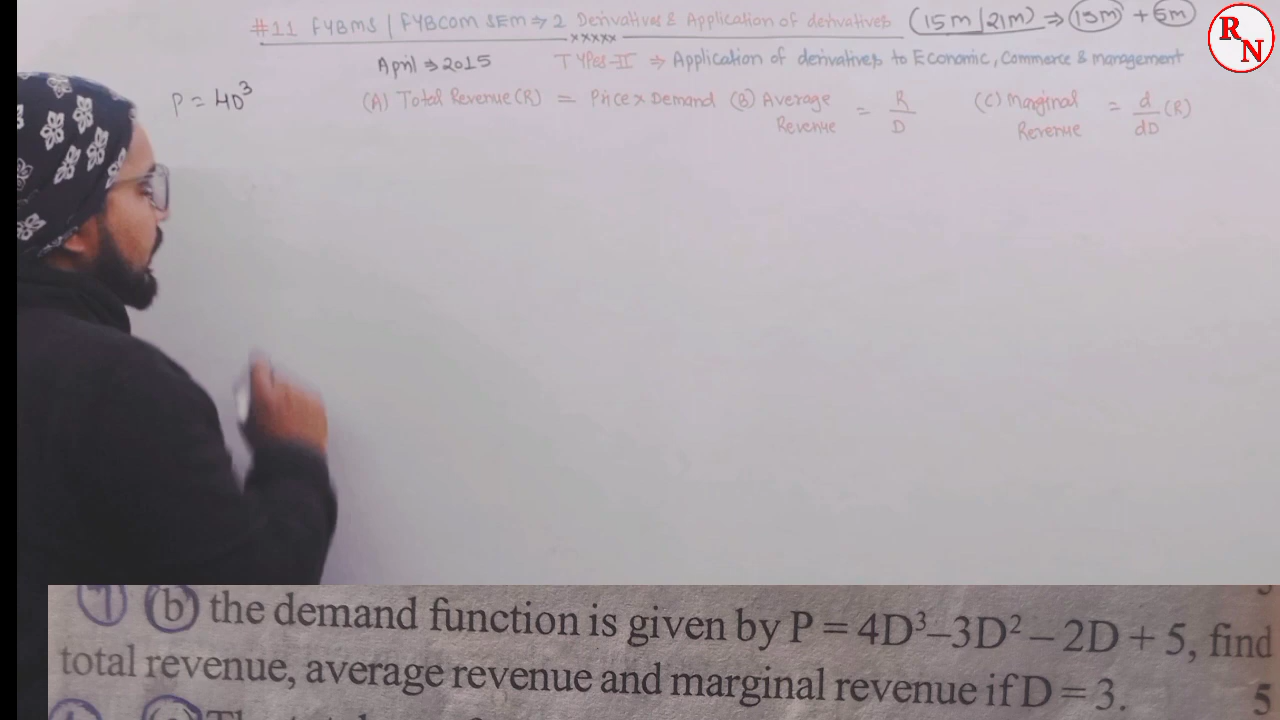 #11 FYBMS | FYBCOM SEM ⇒ 2 Derivatives & Application of derivatives (15M/21M) ⇒ (15M) + (5M)
xxxxx
April ⇒ 2015 TYPES-II ⇒ Application of derivatives to Economic, Commerce & management
P = 4D³ (A) Total Revenue (R) = Price x Demand (B) Average Revenue = R/D (C) Marginal Revenue = d/dD (R)
RN
1 (b) the demand function is given by P = 4D³–3D² – 2D + 5, find
total revenue, average revenue and marginal revenue if D = 3. 5